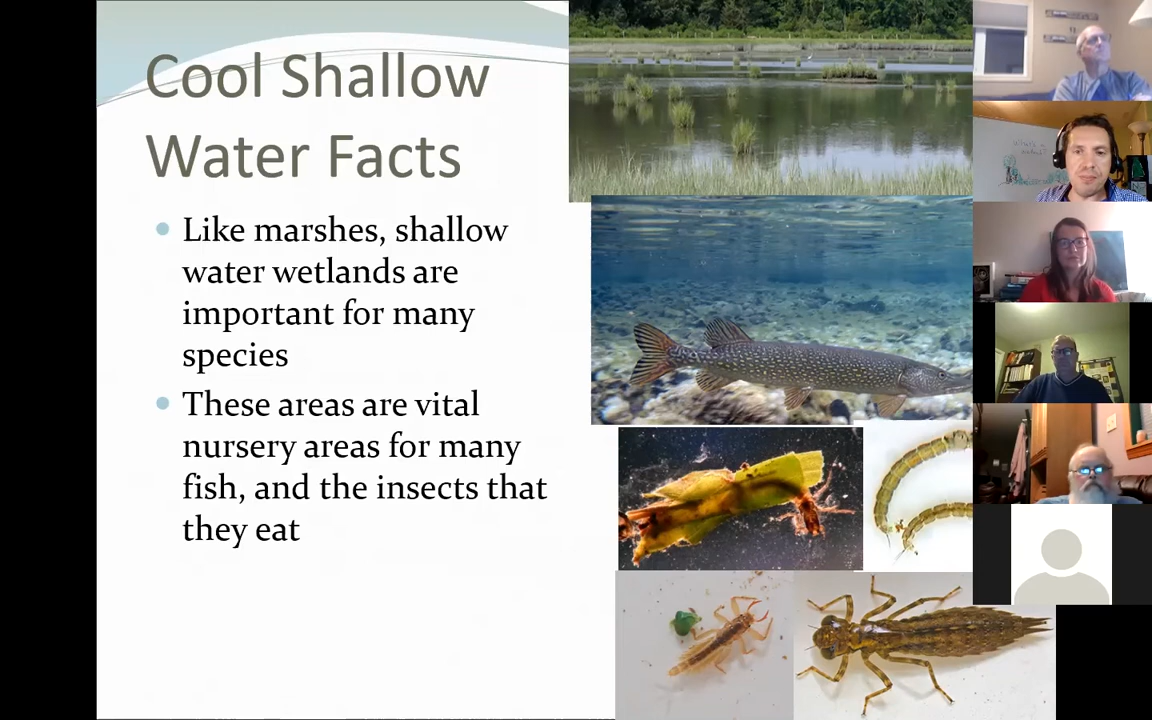 Cool Shallow
Water Facts
Like marshes, shallow
water wetlands are
important for many
species
These areas are vital
nursery areas for many
fish, and the insects that
they eat